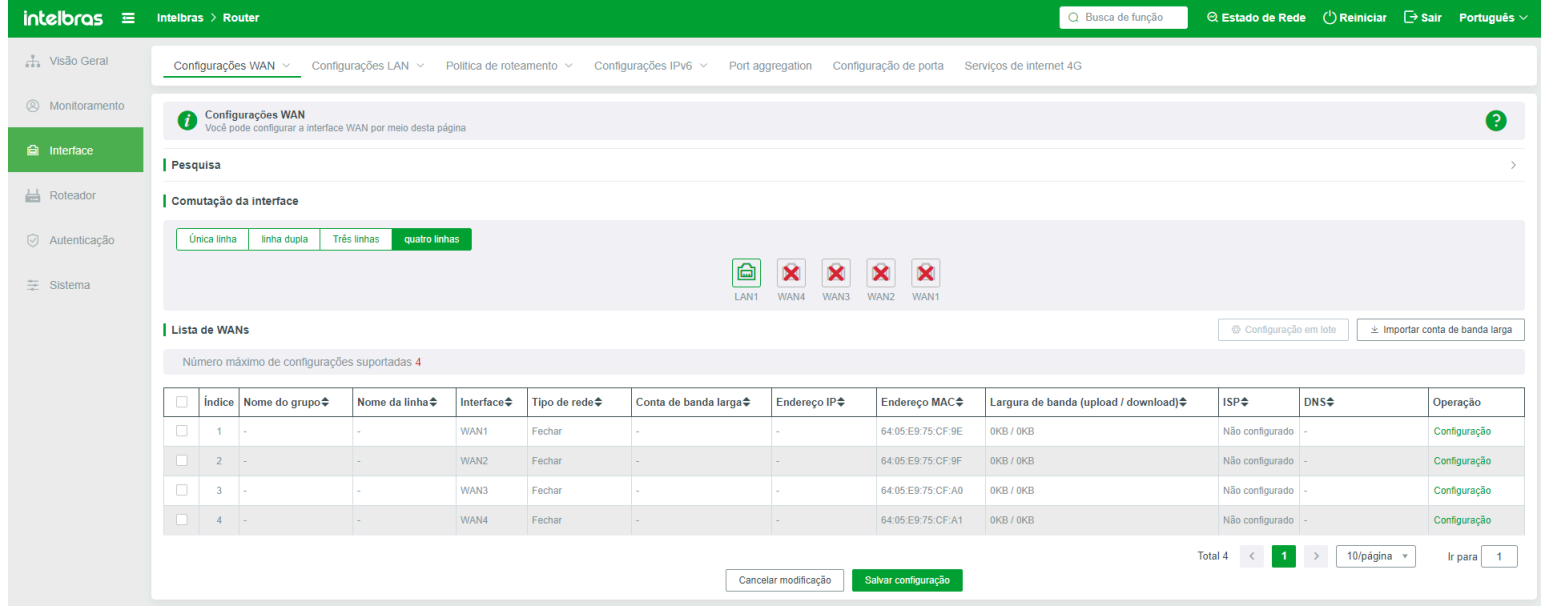 intelbras Intelbras > Router Busca de função Estado de Rede Reiniciar Sair Português
Visão Geral
Monitoramento
Interface
Roteador
Autenticação
Sistema
Configurações WAN Configurações LAN Política de roteamento Configurações IPv6 Port aggregation Configuração de porta Serviços de internet 4G
Configurações WAN
Você pode configurar a interface WAN por meio desta página
Pesquisa
Comutação da interface
Única linha linha dupla Três linhas quatro linhas
LAN1 WAN4 WAN3 WAN2 WAN1
Lista de WANs Configuração em lote Importar conta de banda larga
Número máximo de configurações suportadas 4
Índice Nome do grupo Nome da linha Interface Tipo de rede Conta de banda larga Endereço IP Endereço MAC Largura de banda (upload / download) ISP DNS Operação
1 - - WAN1 Fechar - - 64:05:E9:75:CF:9E 0KB / 0KB Não configurado - Configuração
2 - - WAN2 Fechar - - 64:05:E9:75:CF:9F 0KB / 0KB Não configurado - Configuração
3 - - WAN3 Fechar - - 64:05:E9:75:CF:A0 0KB / 0KB Não configurado - Configuração
4 - - WAN4 Fechar - - 64:05:E9:75:CF:A1 0KB / 0KB Não configurado - Configuração
Total 4 < 1 > 10/página Ir para 1
Cancelar modificação Salvar configuração